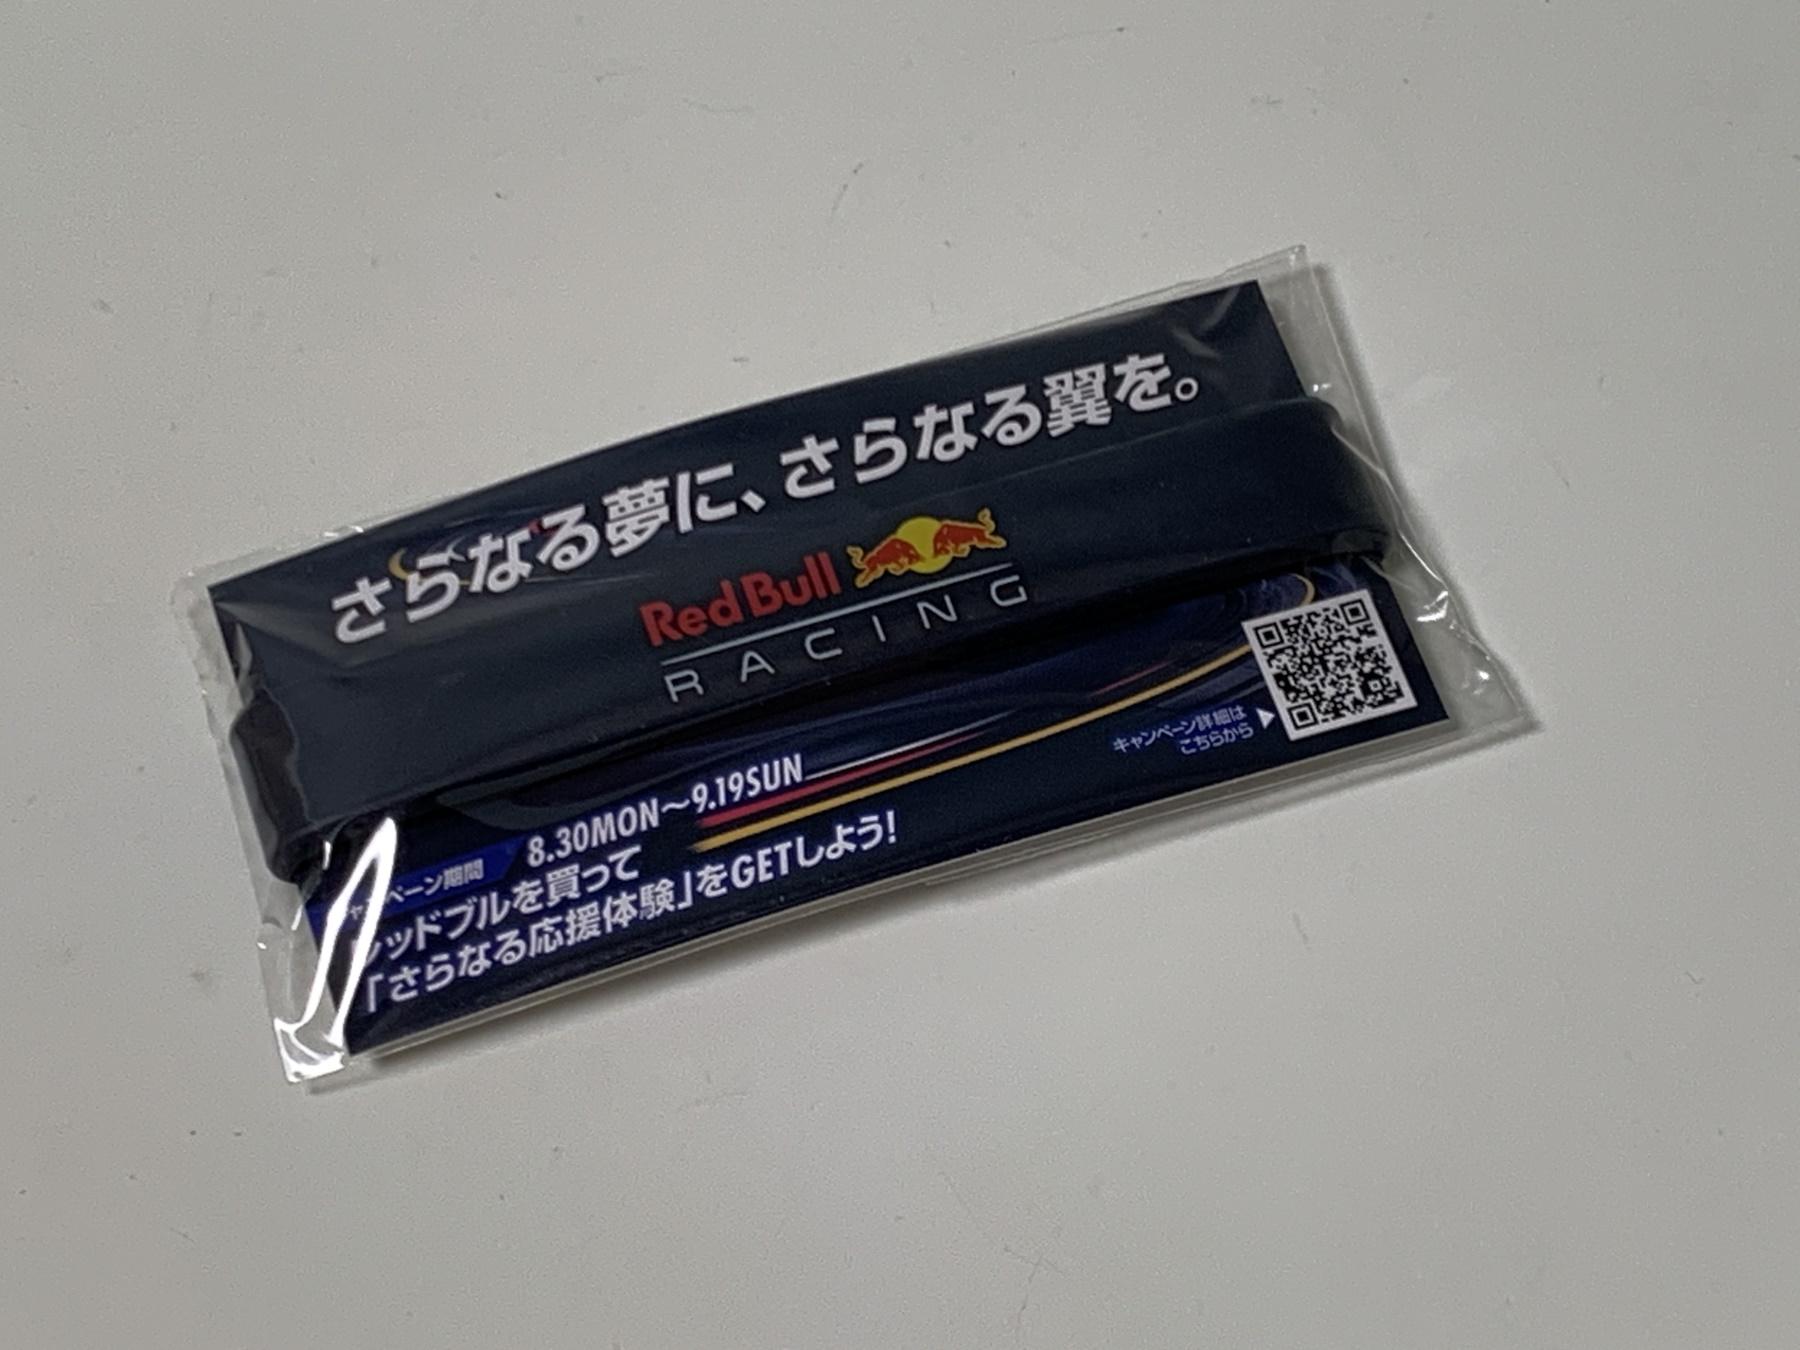 さらなる夢に、さらなる翼を。
Red Bull
RACING
キャンペーン詳細は
こちらから
ペーン期間
8.30MON～9.19SUN
レッドブルを買って
「さらなる応援体験」をGETしよう!